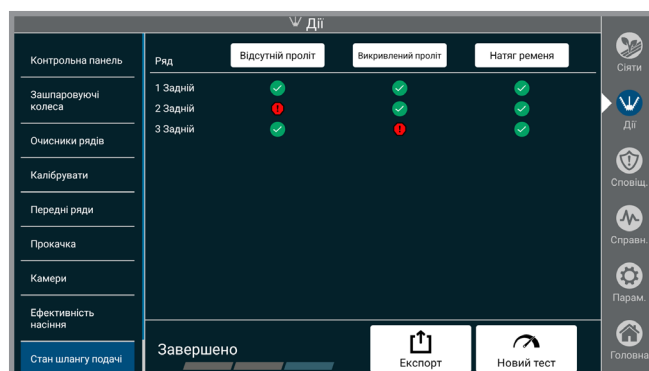 Дії
Контрольна панель
Зашпаровуючі
колеса
Очисники рядів
Калібрувати
Передні ряди
Прокачка
Камери
Ефективність
насіння
Стан шлангу подачі
Ряд
Відсутній проліт
Викривлений проліт
Натяг ременя
1 Задній
2 Задній
3 Задній
Завершено
Експорт
Новий тест
Сіяти
Дії
Сповіщ.
Справн.
Парам.
Головна